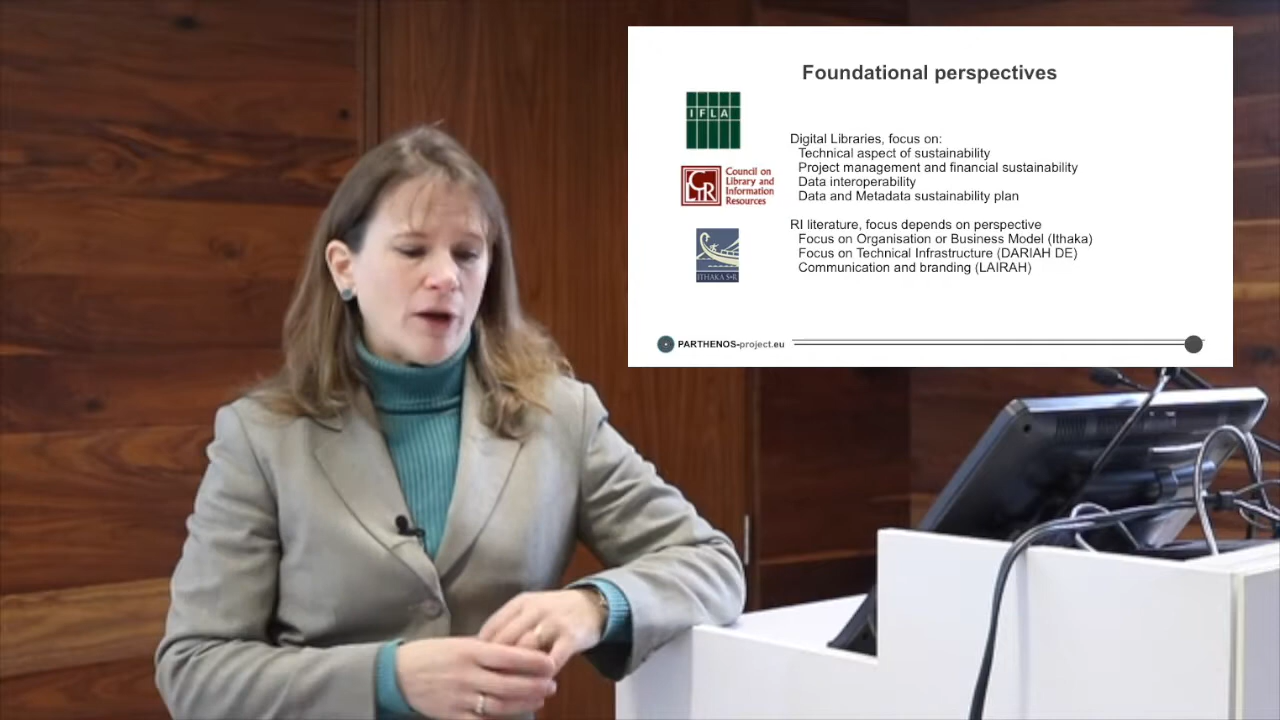 Foundational perspectives
IFLA
Digital Libraries, focus on:
Technical aspect of sustainability
Project management and financial sustainability
Data interoperability
Data and Metadata sustainability plan
CLIR
Council on
Library and
Information
Resources
RI literature, focus depends on perspective
Focus on Organisation or Business Model (Ithaka)
Focus on Technical Infrastructure (DARIAH DE)
Communication and branding (LAIRAH)
ITHAKA S+R
PARTHENOS-project.eu